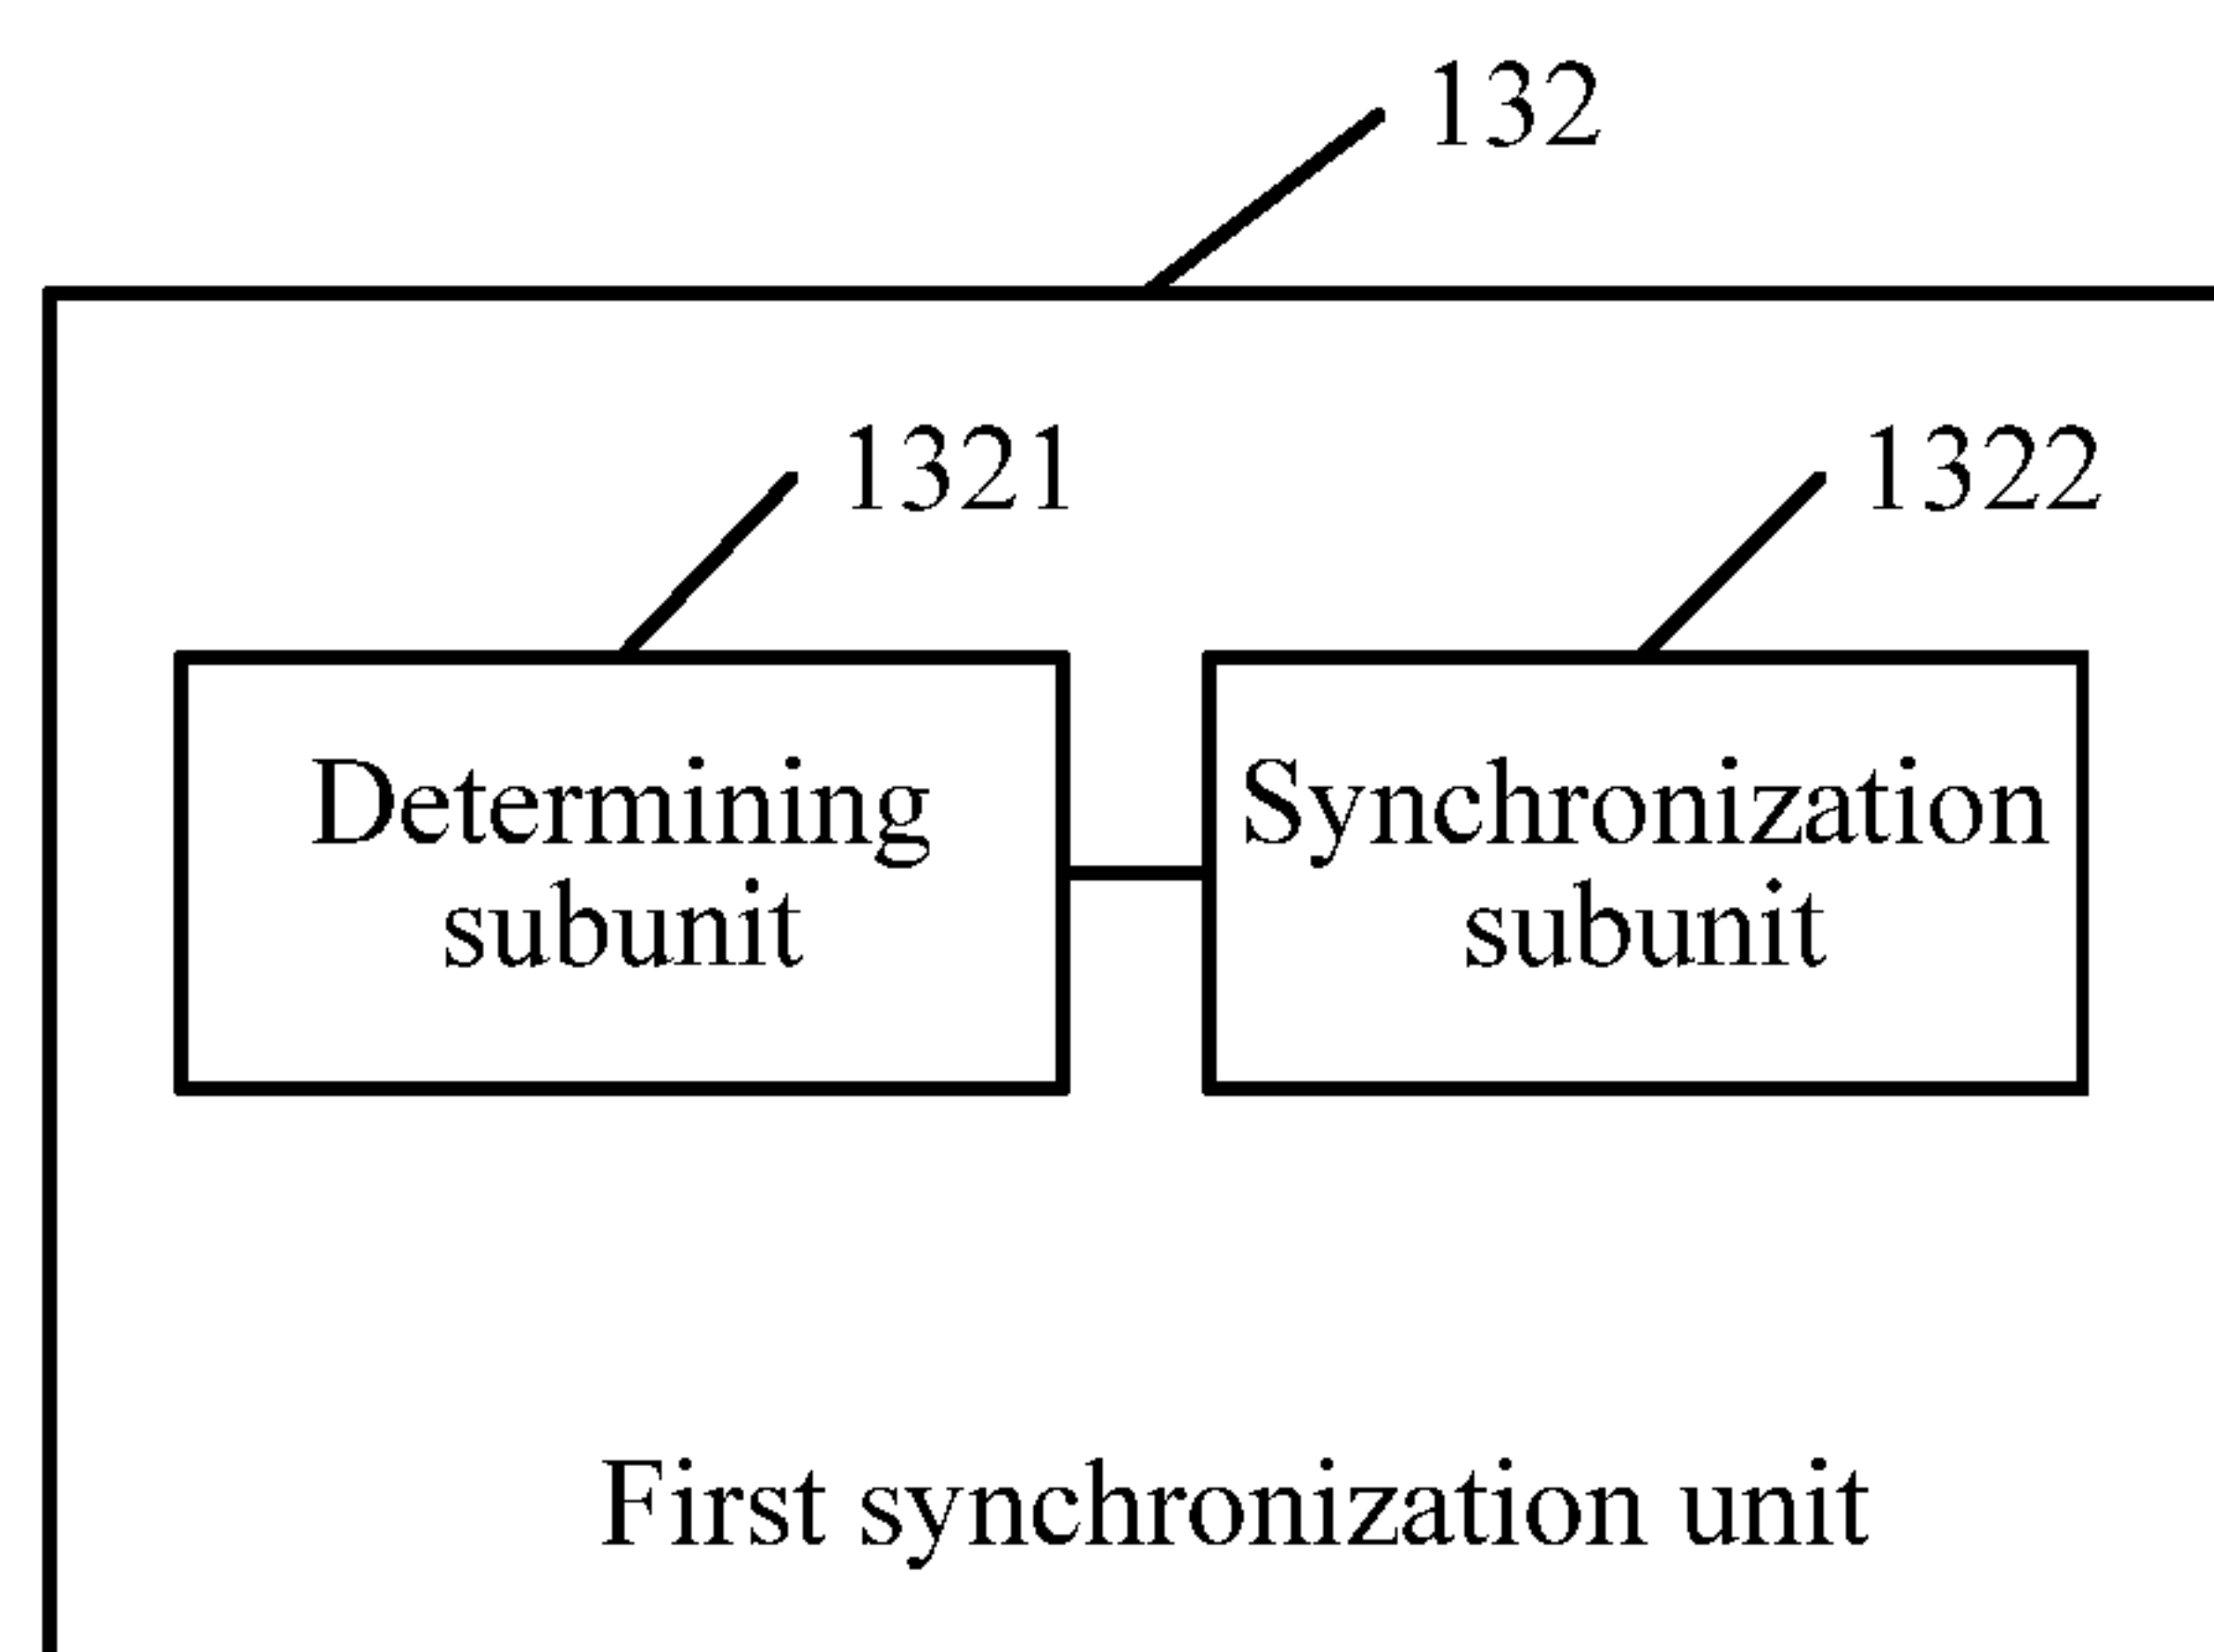 132
1321
1322
Determining
subunit
Synchronization
subunit
First synchronization unit